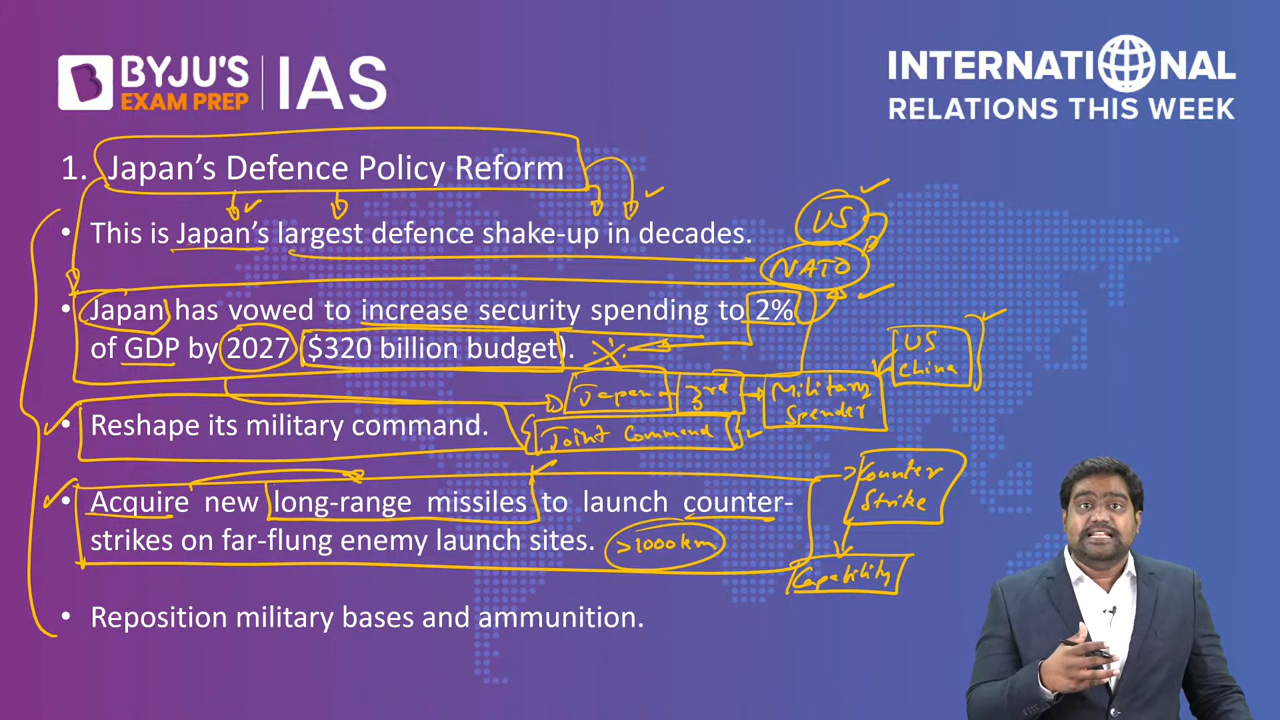 BYJU'S
EXAM PREP
IAS
INTERNATIONAL
RELATIONS THIS WEEK
1. Japan's Defence Policy Reform
• This is Japan's largest defence shake-up in decades.
US
NATO
• Japan has vowed to increase security spending to 2%
of GDP by 2027 ($320 billion budget).
US
China
Japan 3rd Military
Spender
• Reshape its military command.
Joint Command
• Acquire new long-range missiles to launch counter-
strikes on far-flung enemy launch sites.
>1000km
Counter
Strike
Capability
• Reposition military bases and ammunition.